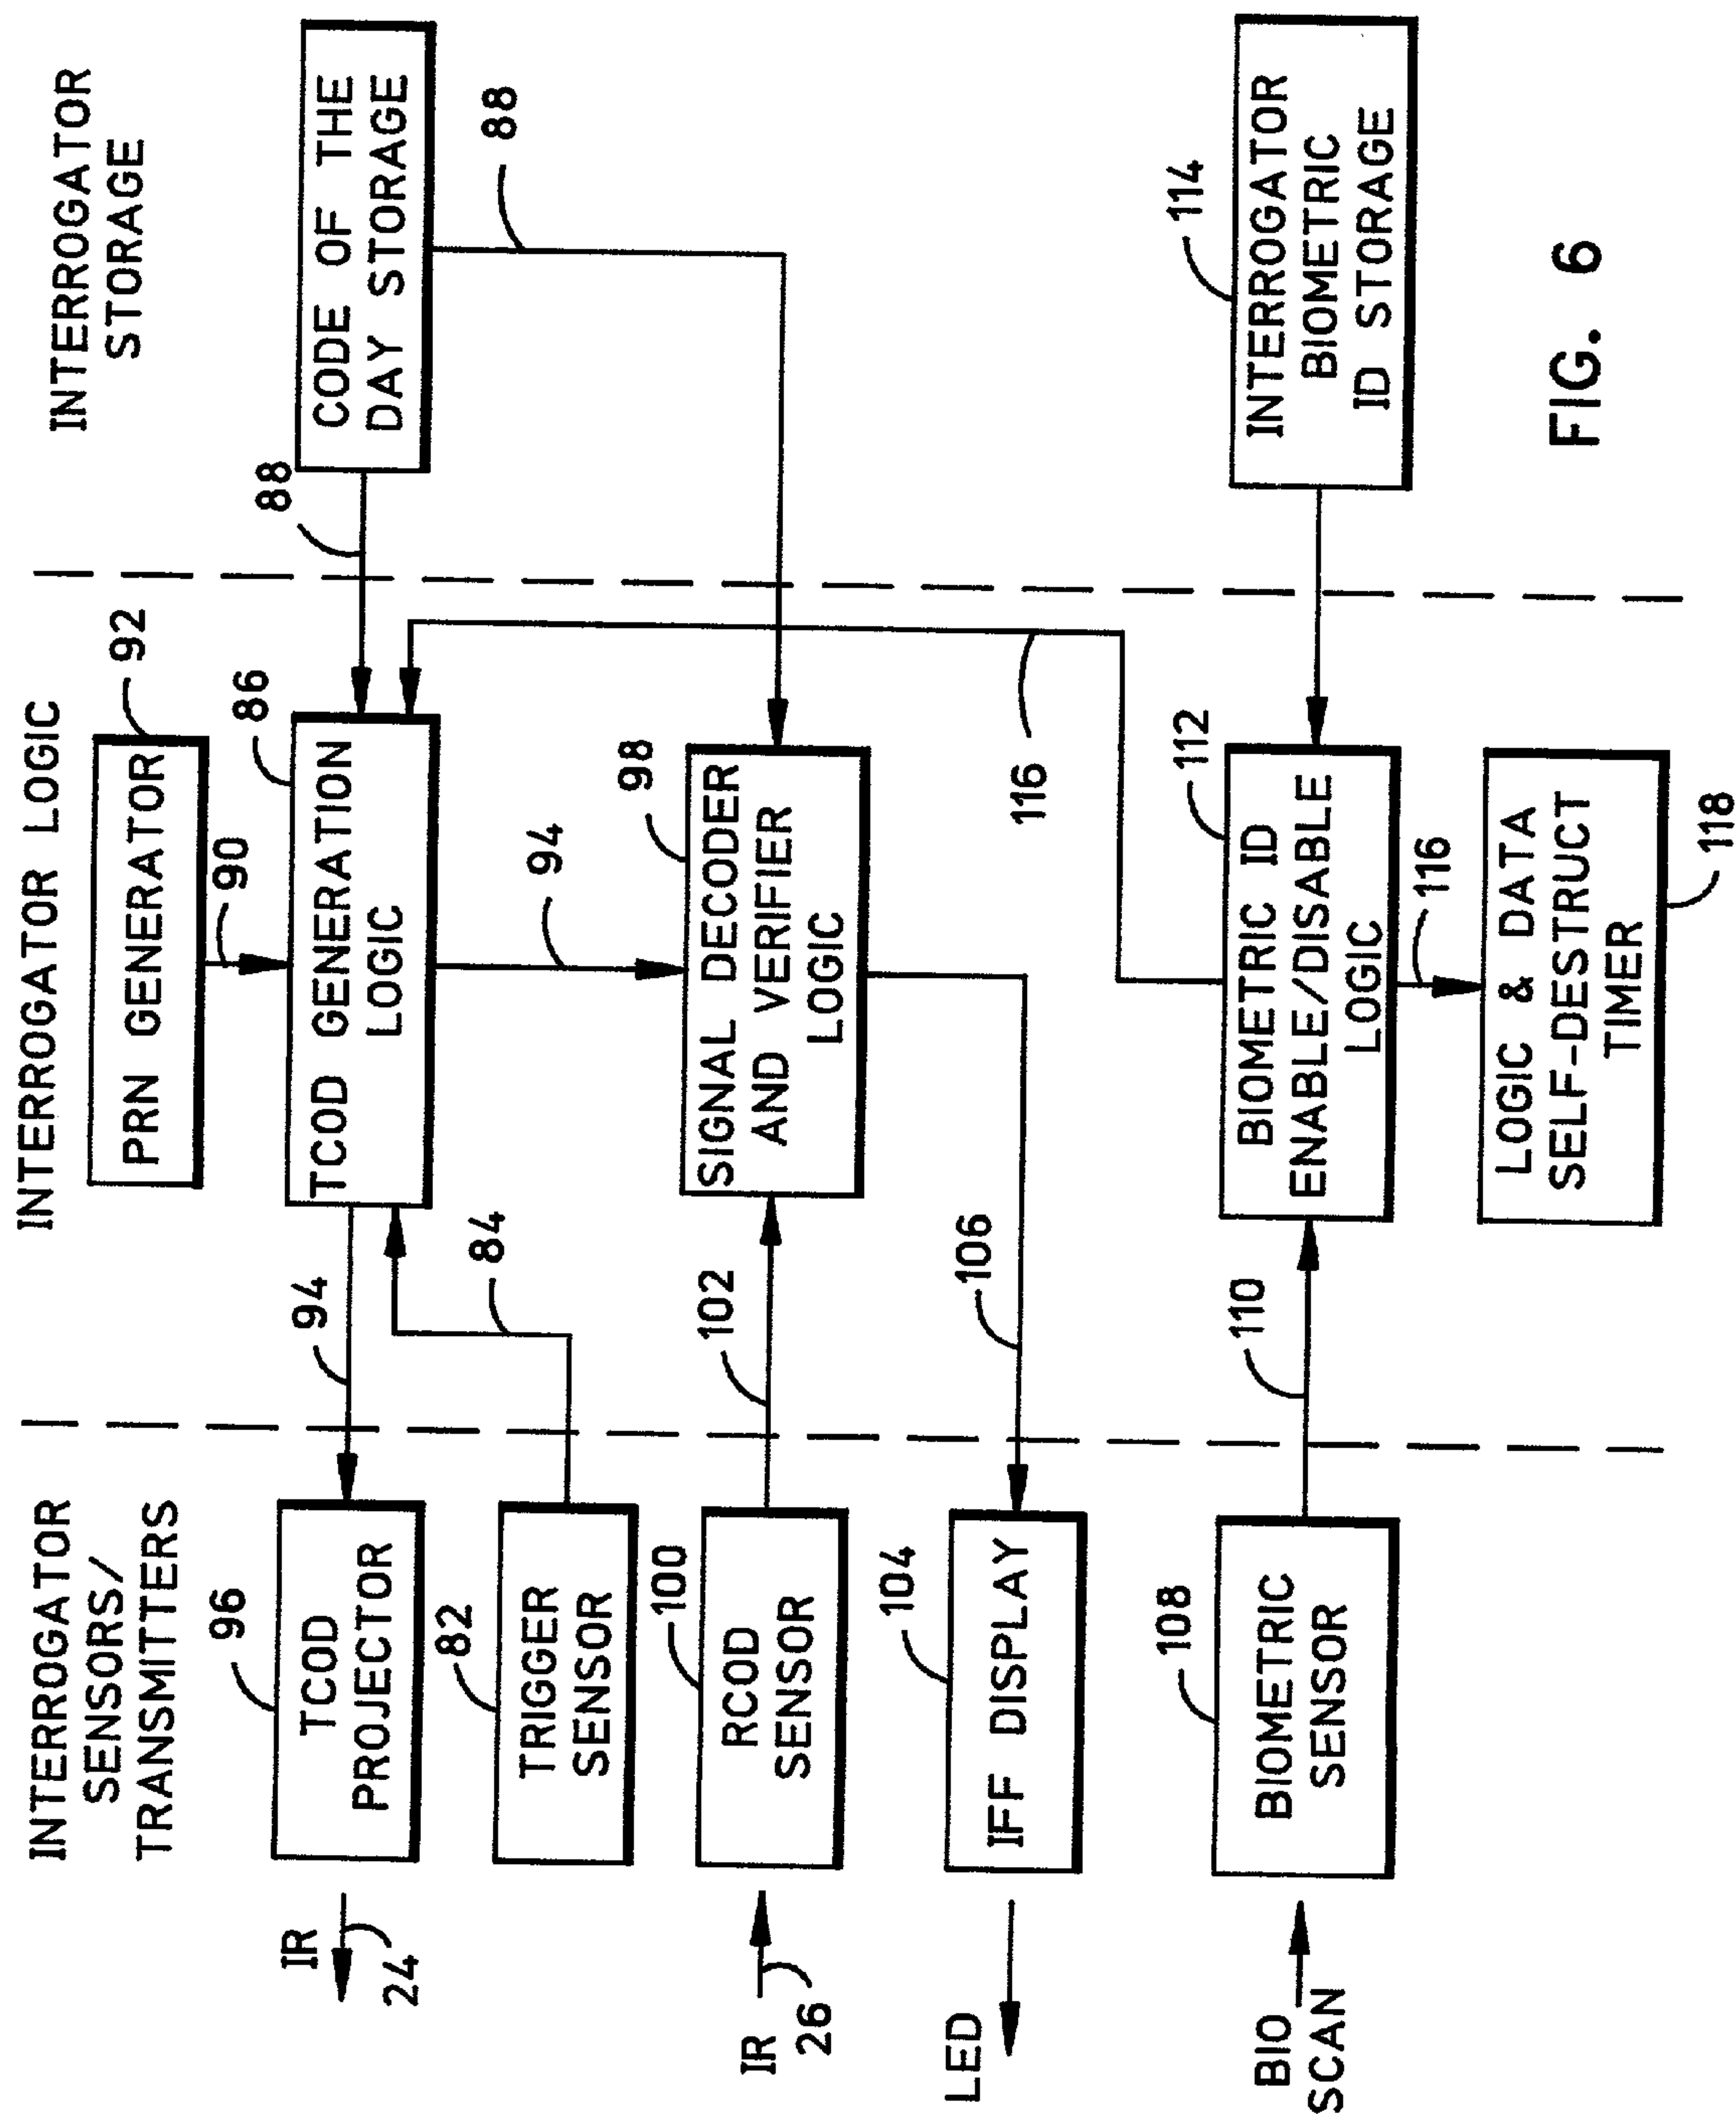 INTERROGATOR
SENSORS/
TRANSMITTERS
INTERROGATOR LOGIC
INTERROGATOR
STORAGE
PRN GENERATOR
92
90
96
TCOD
PROJECTOR
IR
24
94
TCOD GENERATION
LOGIC
86
88
CODE OF THE
DAY STORAGE
88
82
TRIGGER
SENSOR
84
94
100
RCOD
SENSOR
IR
26
102
SIGNAL DECODER
AND VERIFIER
LOGIC
98
104
IFF DISPLAY
LED
106
116
108
BIOMETRIC
SENSOR
BIO
SCAN
110
BIOMETRIC ID
ENABLE/DISABLE
LOGIC
112
114
INTERROGATOR
BIOMETRIC
ID STORAGE
116
LOGIC & DATA
SELF-DESTRUCT
TIMER
118
FIG. 6